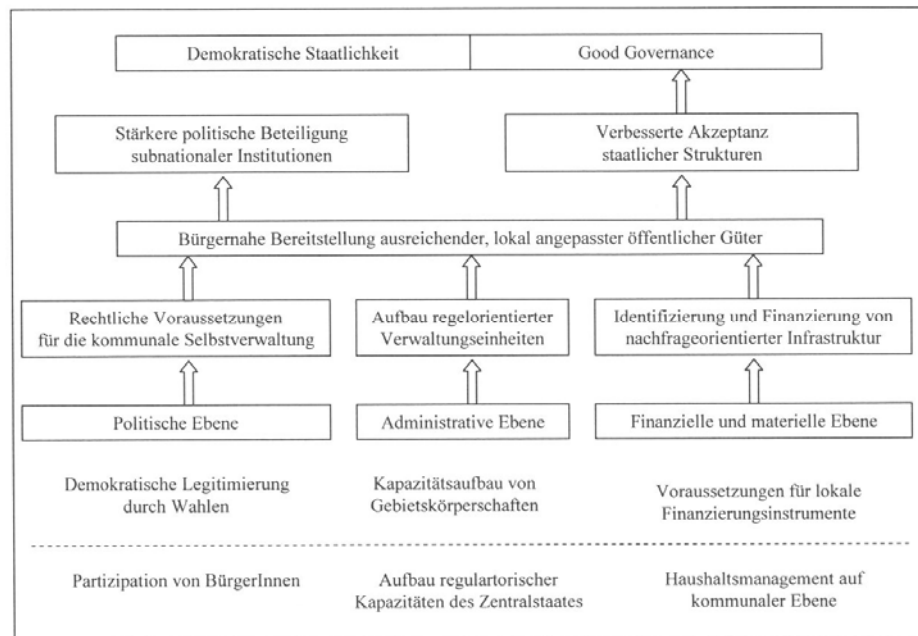 Demokratische Staatlichkeit
Good Governance
Stärkere politische Beteiligung
subnationaler Institutionen
Verbesserte Akzeptanz
staatlicher Strukturen
Bürgernahe Bereitstellung ausreichender, lokal angepasster öffentlicher Güter
Rechtliche Voraussetzungen
für die kommunale Selbstverwaltung
Aufbau regelorientierter
Verwaltungseinheiten
Identifizierung und Finanzierung von
nachfrageorientierter Infrastruktur
Politische Ebene
Administrative Ebene
Finanzielle und materielle Ebene
Demokratische Legitimierung
durch Wahlen
Kapazitätsaufbau von
Gebietskörperschaften
Voraussetzungen für lokale
Finanzierungsinstrumente
Partizipation von BürgerInnen
Aufbau regulartorischer
Kapazitäten des Zentralstaates
Haushaltsmanagement auf
kommunaler Ebene